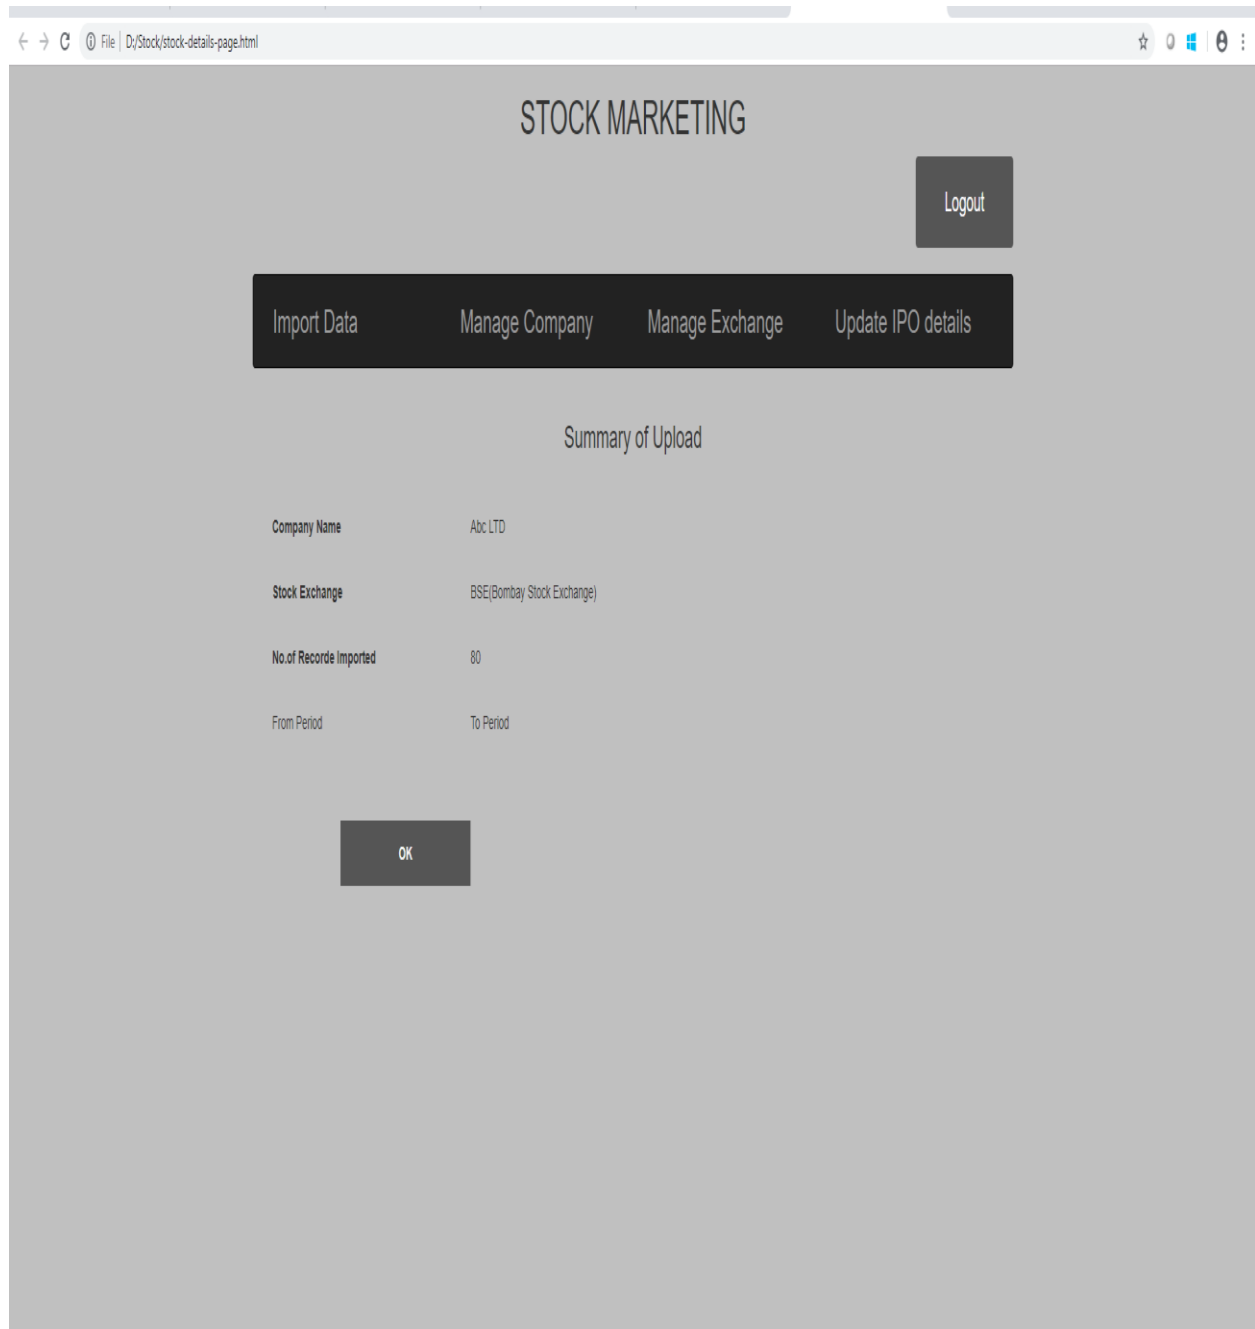 File D:/Stock/stock-details-page.html
STOCK MARKETING
Logout
Import Data Manage Company Manage Exchange Update IPO details
Summary of Upload
Company Name Abc LTD
Stock Exchange BSE(Bombay Stock Exchange)
No.of Recorde Imported 80
From Period To Period
OK